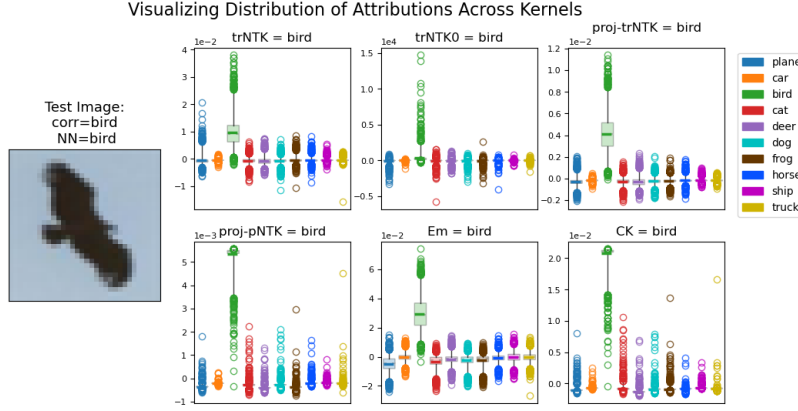 Visualizing Distribution of Attributions Across Kernels
Test Image:
corr=bird
NN=bird
trNTK = bird
1e−2
4
3
2
1
0
−1
trNTK0 = bird
1e4
1.5
1.0
0.5
0.0
−0.5
proj-trNTK = bird
1e−2
1.2
1.0
0.8
0.6
0.4
0.2
0.0
−0.2
plane
car
bird
cat
deer
dog
frog
horse
ship
truck
proj-pNTK = bird
1e−3
5
4
3
2
1
0
−1
Em = bird
1e−2
6
4
2
0
−2
CK = bird
1e−2
2.0
1.5
1.0
0.5
0.0